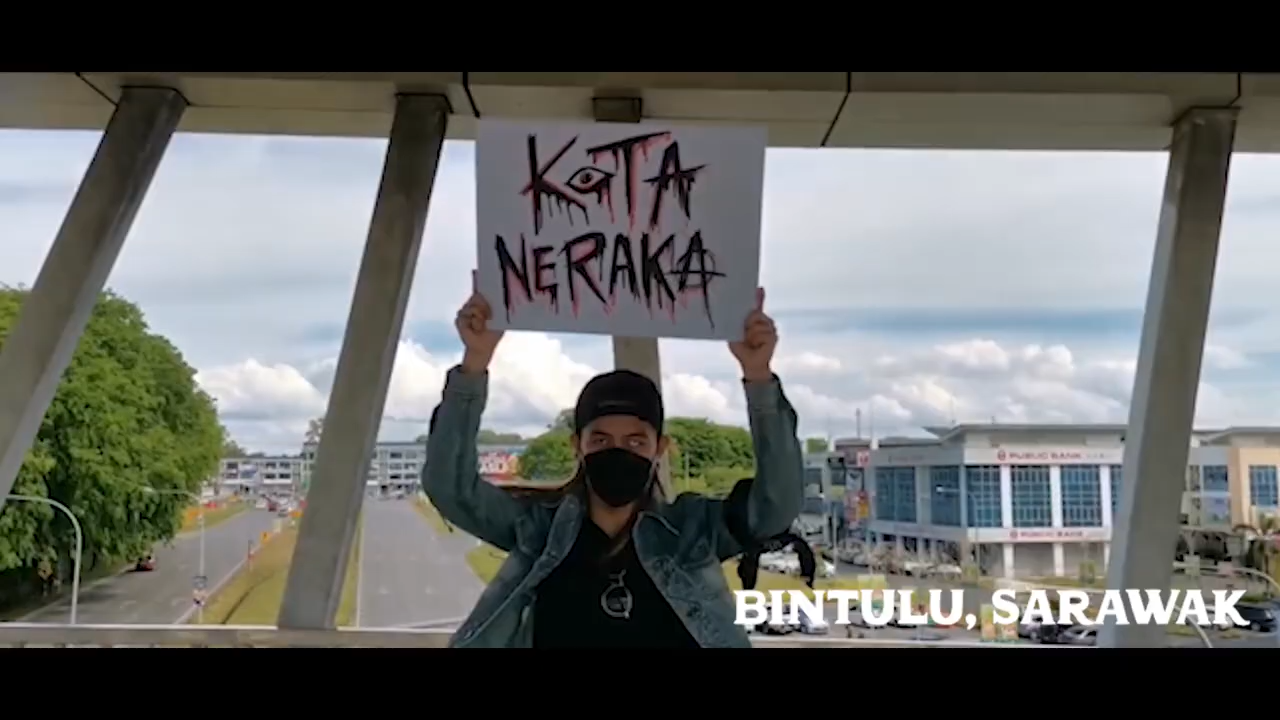 KOTA
NERAKA
PUBLIC BANK
PUBLIC BANK
BINTULU, SARAWAK